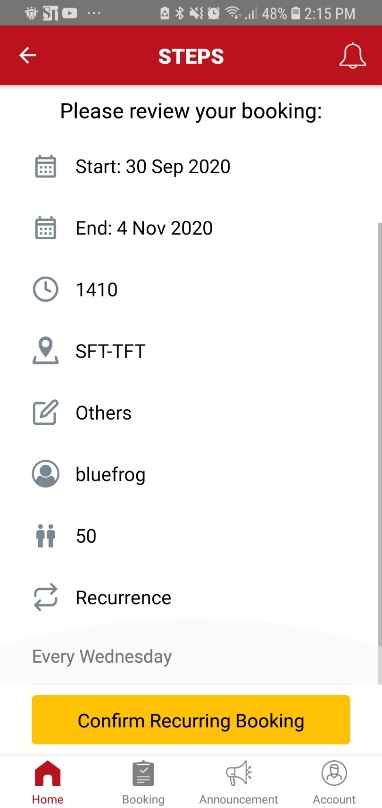 48% 2:15 PM
STEPS
Please review your booking:
Start: 30 Sep 2020
End: 4 Nov 2020
1410
SFT-TFT
Others
bluefrog
50
Recurrence
Every Wednesday
Confirm Recurring Booking
Home Booking Announcement Account